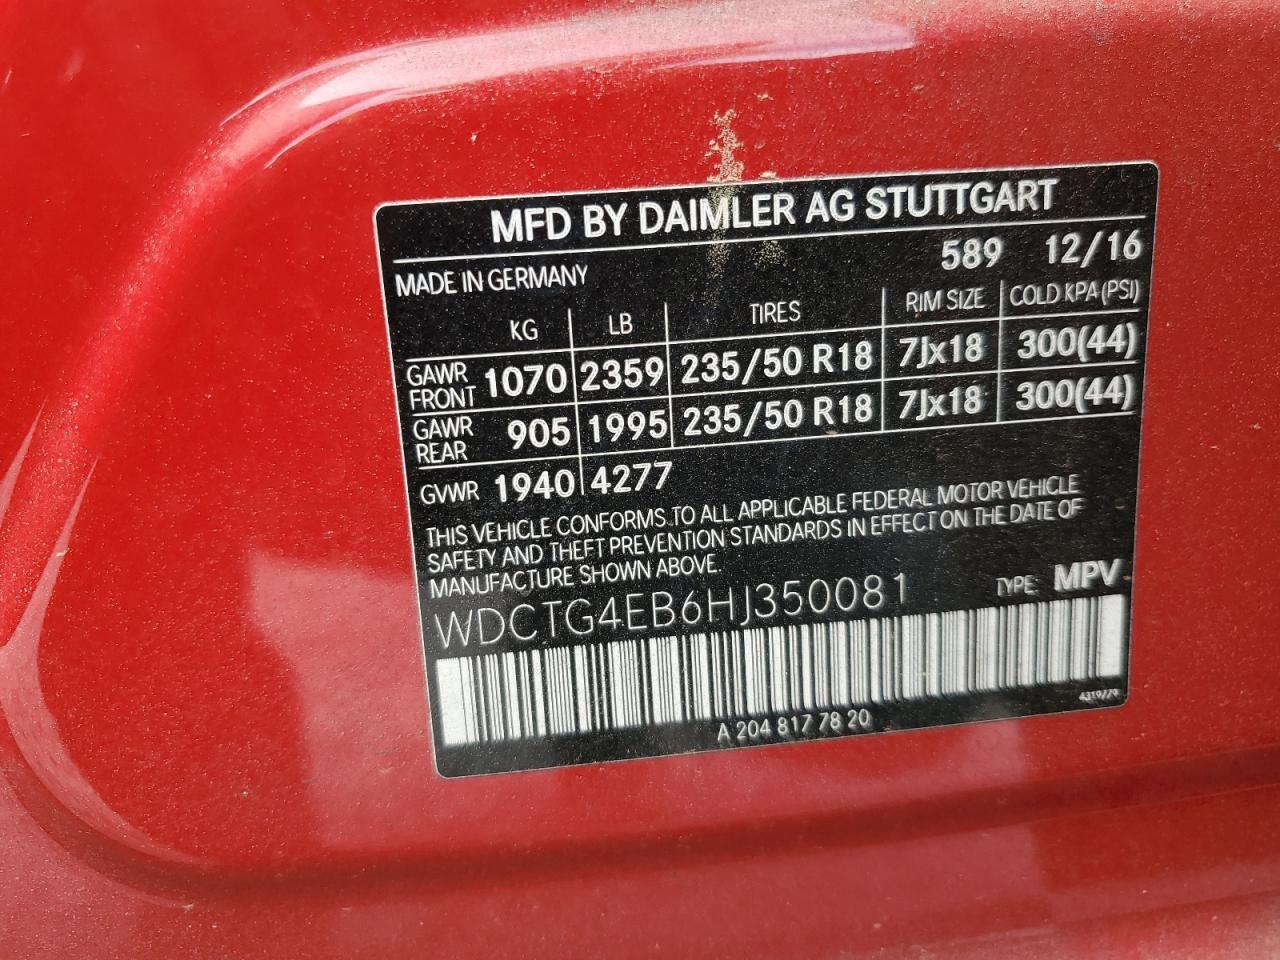 MFD BY DAIMLER AG STUTTGART
589 12/16
MADE IN GERMANY
KG LB TIRES RIM SIZE COLD KPA (PSI)
GAWR FRONT 1070 2359 235/50 R18 7Jx18 300(44)
GAWR REAR 905 1995 235/50 R18 7Jx18 300(44)
GVWR 1940 4277
THIS VEHICLE CONFORMS TO ALL APPLICABLE FEDERAL MOTOR VEHICLE
SAFETY AND THEFT PREVENTION STANDARDS IN EFFECT ON THE DATE OF
MANUFACTURE SHOWN ABOVE.
WDCTG4EB6HJ350081 TYPE: MPV
4319779
A 204 817 78 20